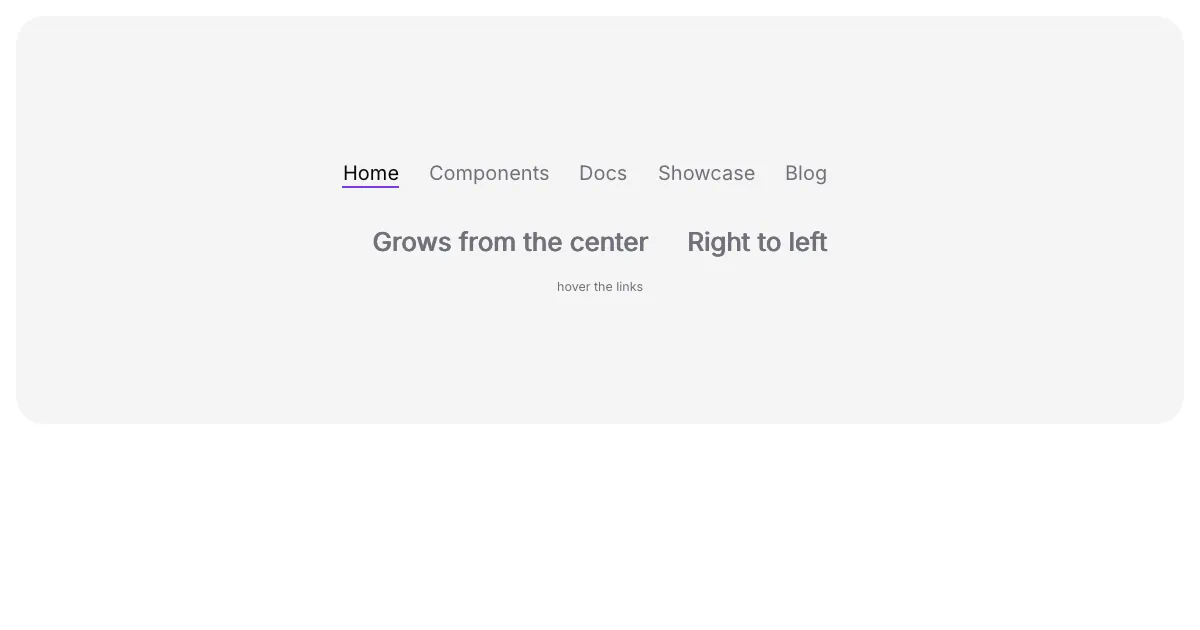 Home Components Docs Showcase Blog
Grows from the center Right to left
hover the links